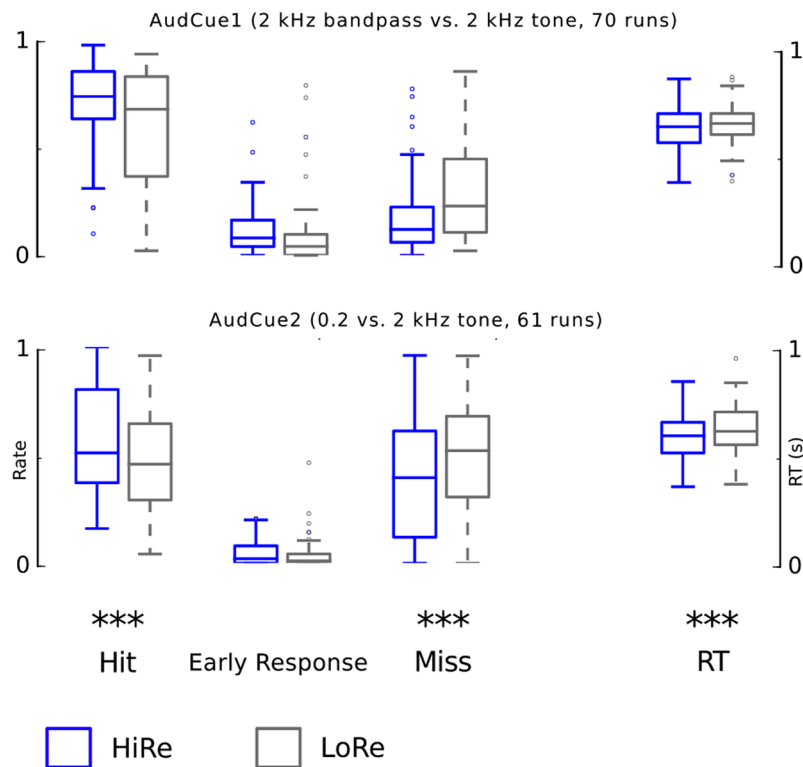 AudCue1 (2 kHz bandpass vs. 2 kHz tone, 70 runs)
1
1
0
0
AudCue2 (0.2 vs. 2 kHz tone, 61 runs)
1
1
Rate
RT (s)
0
0
*** *** ***
Hit Early Response Miss RT
HiRe LoRe